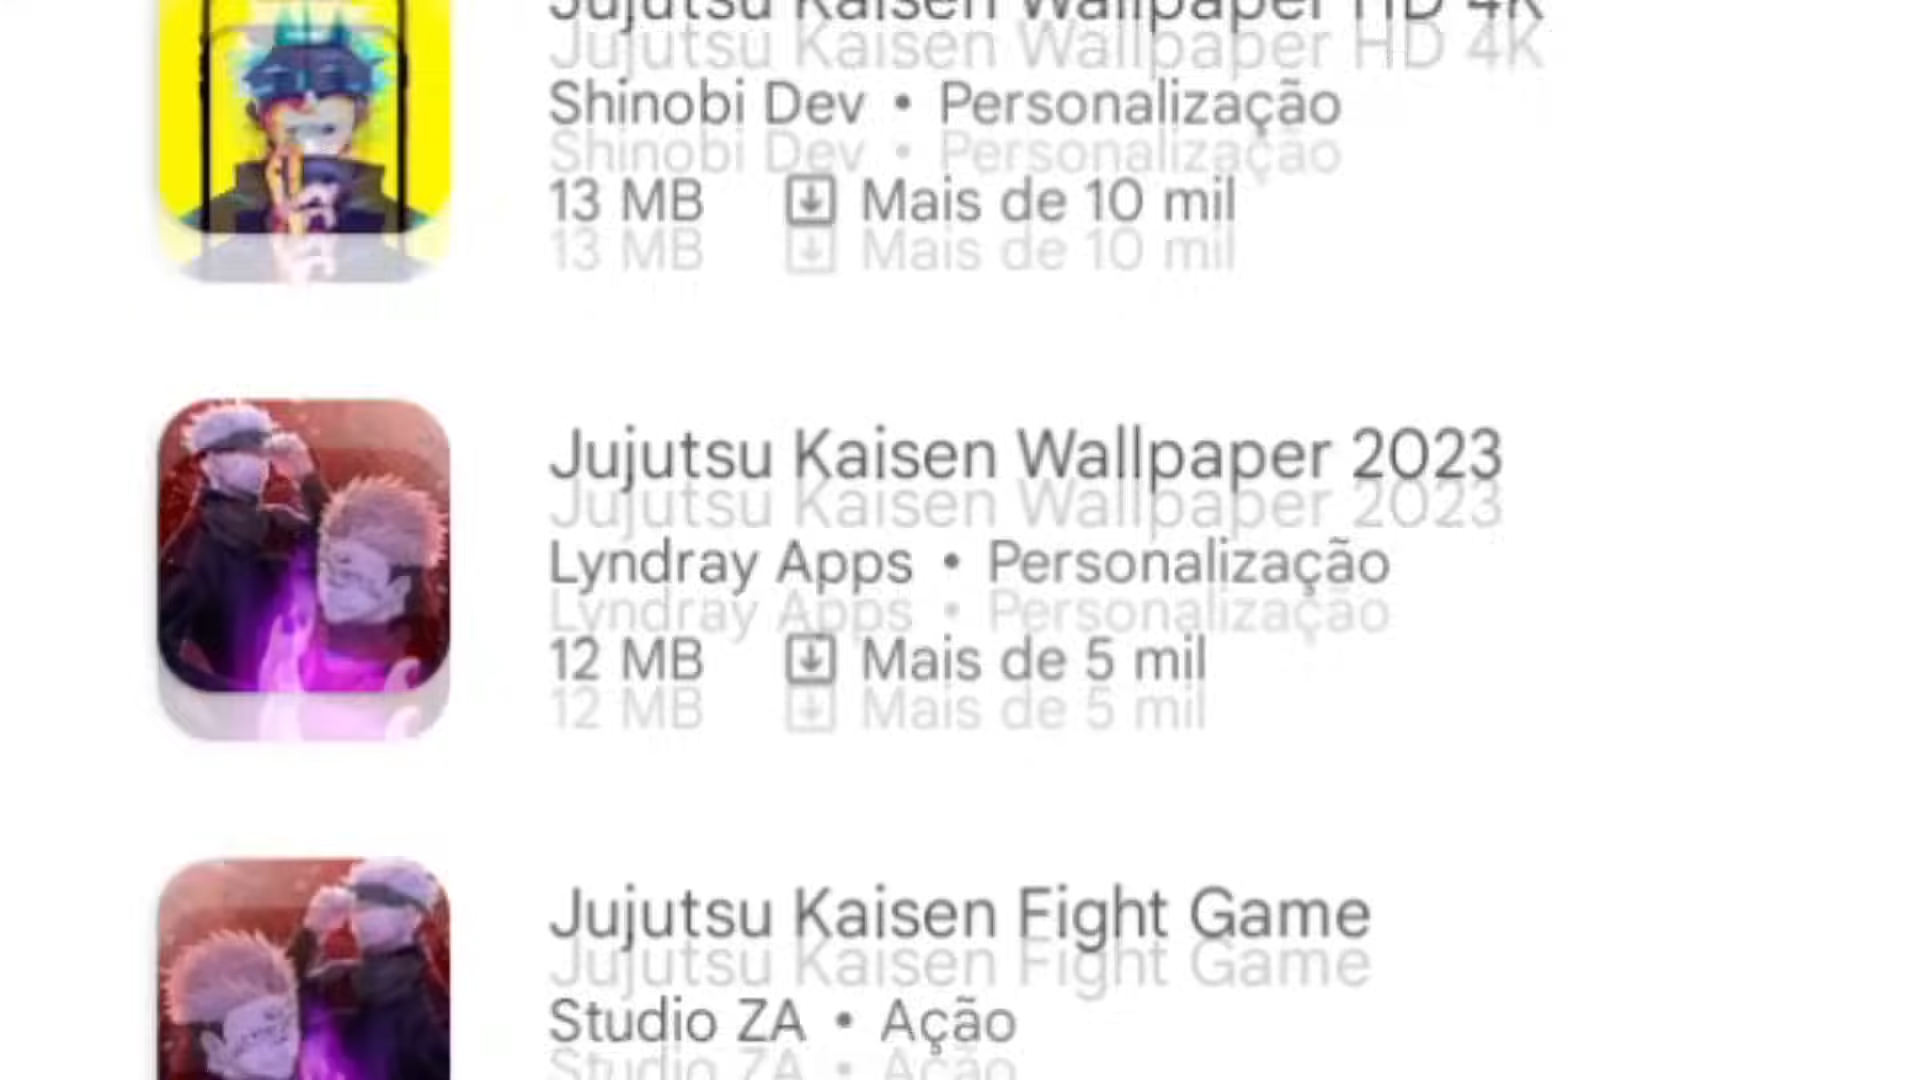 Jujutsu Kaisen Wallpaper HD 4K
Shinobi Dev • Personalização
13 MB Mais de 10 mil
Jujutsu Kaisen Wallpaper 2023
Lyndray Apps • Personalização
12 MB Mais de 5 mil
Jujutsu Kaisen Fight Game
Studio ZA • Ação